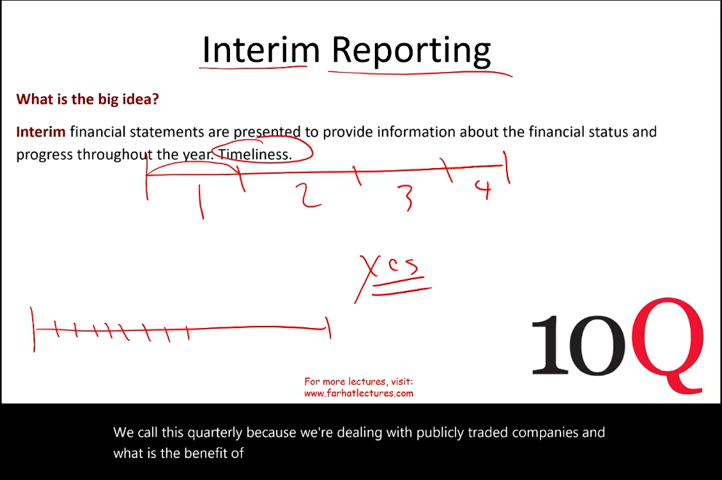 Interim Reporting
What is the big idea?
Interim financial statements are presented to provide information about the financial status and
progress throughout the year. Timeliness.
1 2 3 4
Yes
10Q
For more lectures, visit:
www.farhatlectures.com
We call this quarterly because we're dealing with publicly traded companies and
what is the benefit of